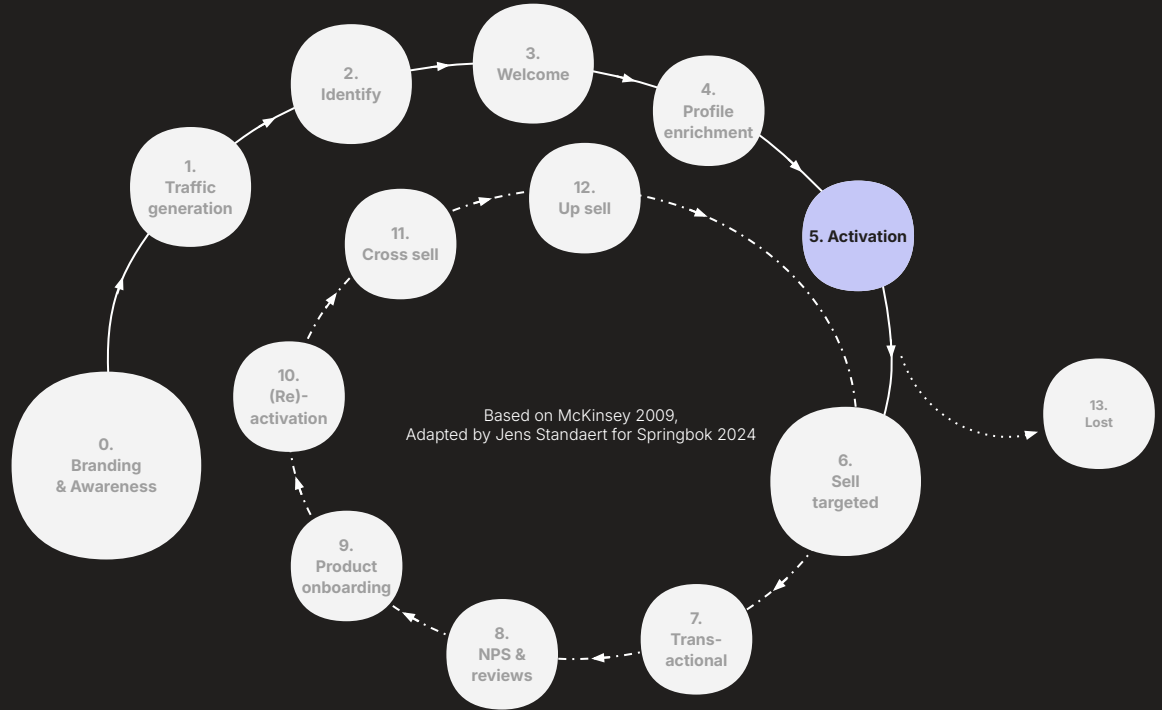 0.
Branding
& Awareness
1.
Traffic
generation
2.
Identify
3.
Welcome
4.
Profile
enrichment
5. Activation
6.
Sell
targeted
7.
Trans-
actional
8.
NPS &
reviews
9.
Product
onboarding
10.
(Re)-
activation
11.
Cross sell
12.
Up sell
13.
Lost
Based on McKinsey 2009,
Adapted by Jens Standaert for Springbok 2024